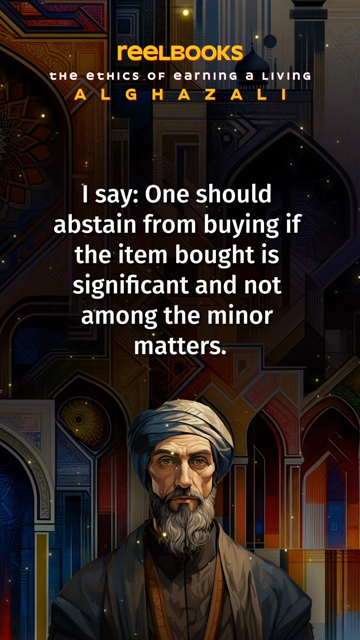 reelBOOKS
the ethics of earning a living
ALGHAZALI
I say: One should
abstain from buying if
the item bought is
significant and not
among the minor
matters.